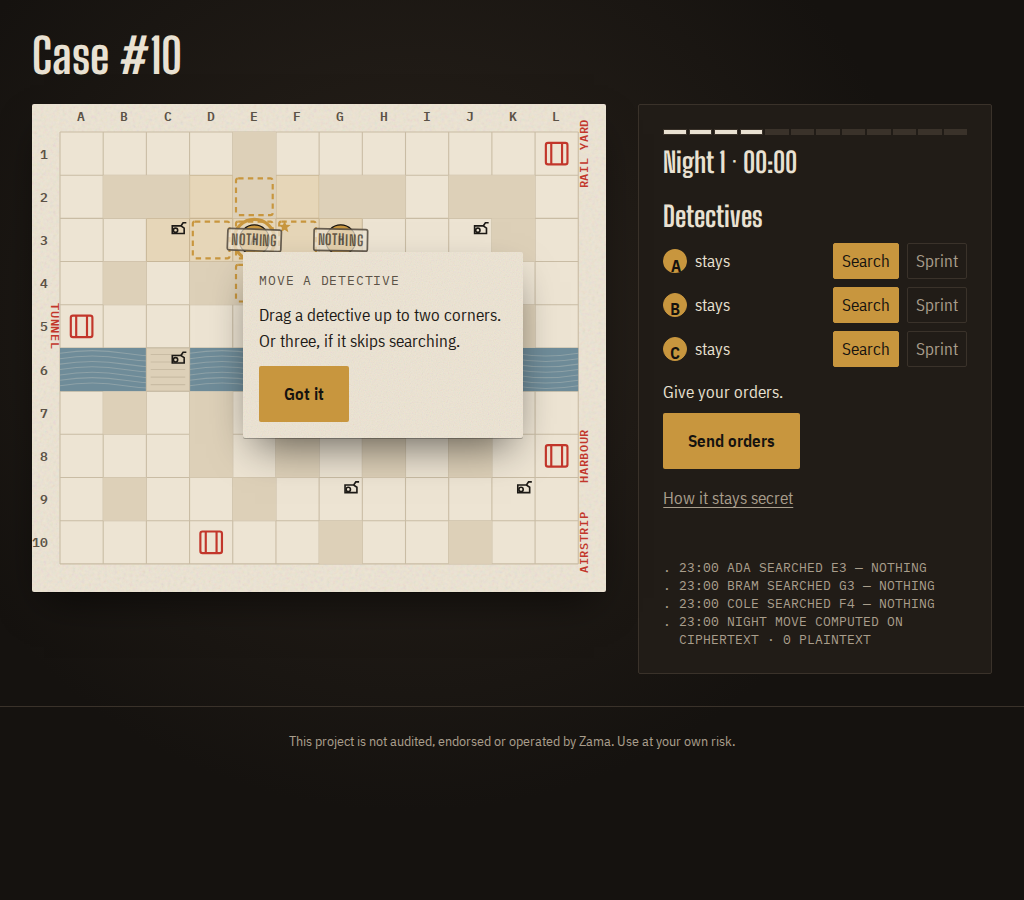 Case #10
A B C D E F G H I J K L
RAIL YARD
1
2
3
NOTHING
NOTHING
4
TUNNEL
5
6
7
8
HARBOUR
9
10
AIRSTRIP
MOVE A DETECTIVE
Drag a detective up to two corners.
Or three, if it skips searching.
Got it
Night 1 · 00:00
Detectives
A stays Search Sprint
B stays Search Sprint
C stays Search Sprint
Give your orders.
Send orders
How it stays secret
. 23:00 ADA SEARCHED E3 — NOTHING
. 23:00 BRAM SEARCHED G3 — NOTHING
. 23:00 COLE SEARCHED F4 — NOTHING
. 23:00 NIGHT MOVE COMPUTED ON
CIPHERTEXT · 0 PLAINTEXT
This project is not audited, endorsed or operated by Zama. Use at your own risk.